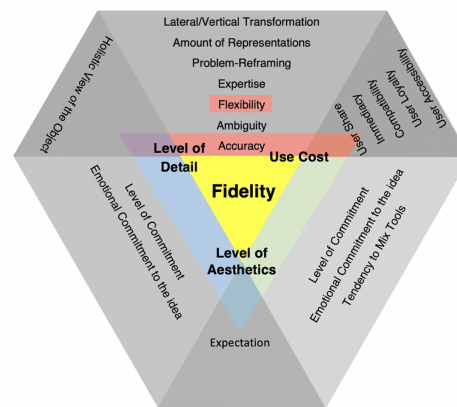 Lateral/Vertical Transformation
Amount of Representations
Problem-Reframing
Expertise
Flexibility
Ambiguity
Accuracy
Holistic View of the Object
User Accessibility
User Loyalty
Compatibility
Immediacy
User Share
Level of
Detail
Use Cost
Fidelity
Level of
Aesthetics
Level of Commitment
Emotional Commitment to the idea
Level of Commitment
Emotional Commitment to the idea
Tendency to Mix Tools
Expectation